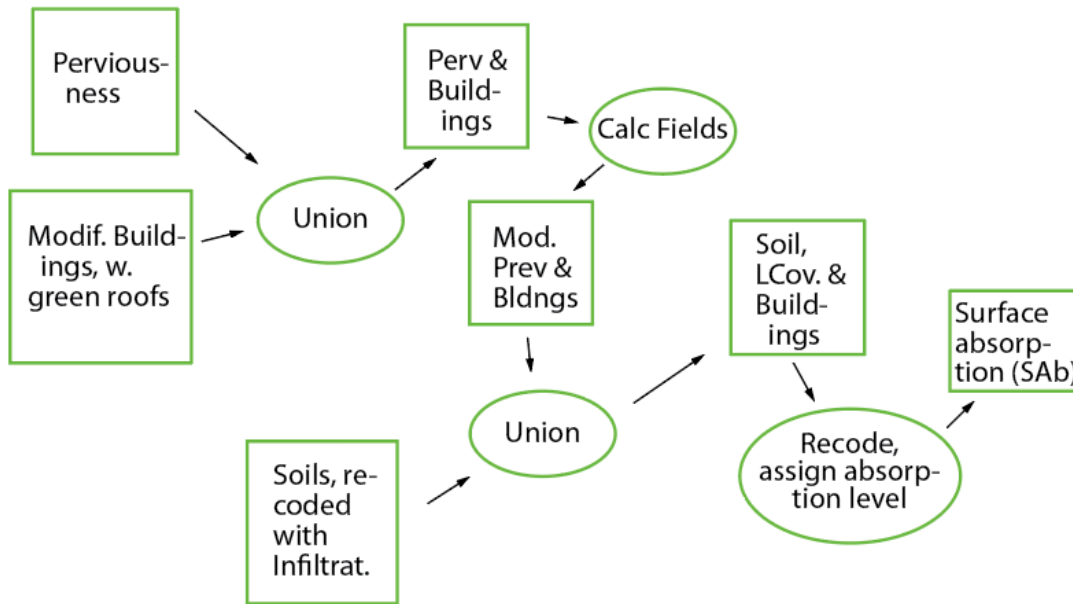 Pervious-
ness
Modif. Build-
ings, w.
green roofs
Union
Perv &
Build-
ings
Calc Fields
Mod.
Prev &
Bldngs
Soils, re-
coded
with
Infiltrat.
Union
Soil,
LCov. &
Build-
ings
Recode,
assign absorp-
tion level
Surface
absorp-
tion (SAb)